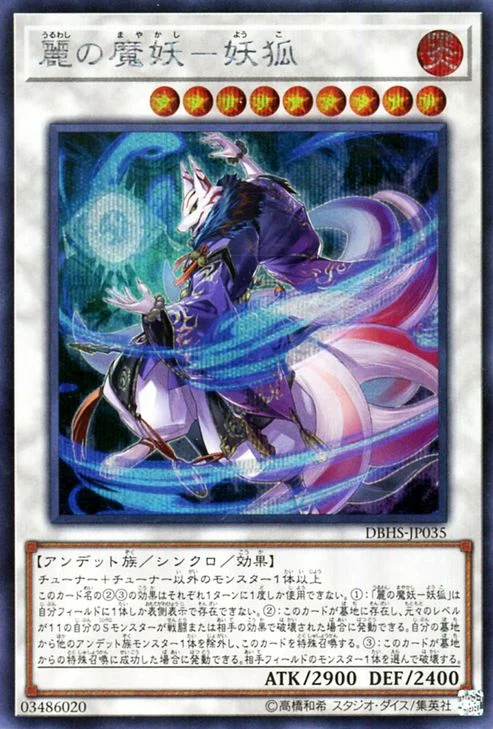 麗の魔妖－妖狐
炎
DBHS-JP035
【アンデット族／シンクロ／効果】
チューナー＋チューナー以外のモンスター1体以上
このカード名の②③の効果はそれぞれ1ターンに1度しか使用できない。①：「麗の魔妖－妖狐」は
自分フィールドに1体しか表側表示で存在できない。②：このカードが墓地に存在し、元々のレベル
が11の自分のSモンスターが戦闘または相手の効果で破壊された場合に発動できる。自分の墓地
から他のアンデット族モンスター1体を除外し、このカードを特殊召喚する。③：このカードが墓地
からの特殊召喚に成功した場合に発動できる。相手フィールドのモンスター1体を選んで破壊する。
ATK/2900 DEF/2400
03486020 ©高橋和希 スタジオ・ダイス/集英社